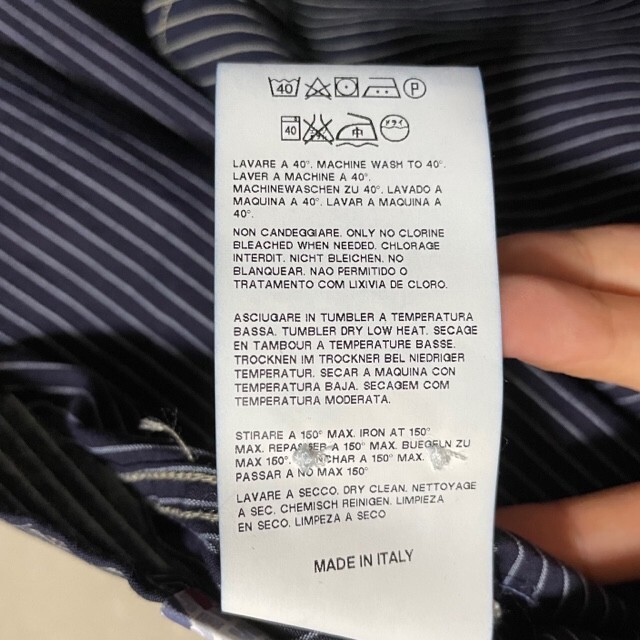 40 P
40 中
LAVARE A 40°. MACHINE WASH TO 40°.
LAVER A MACHINE A 40°.
MACHINEWASCHEN ZU 40°. LAVADO A
MAQUINA A 40°. LAVAR A MAQUINA A
40°.
NON CANDEGGIARE. ONLY NO CLORINE
BLEACHED WHEN NEEDED. CHLORAGE
INTERDIT. NICHT BLEICHEN. NO
BLANQUEAR. NAO PERMITIDO O
TRATAMENTO COM LIXIVIA DE CLORO.
ASCIUGARE IN TUMBLER A TEMPERATURA
BASSA. TUMBLER DRY LOW HEAT. SECAGE
EN TAMBOUR A TEMPERATURE BASSE.
TROCKNEN IM TROCKNER BEL NIEDRIGER
TEMPERATUR. SECAR A MAQUINA CON
TEMPERATURA BAJA. SECAGEM COM
TEMPERATURA MODERATA.
STIRARE A 150° MAX. IRON AT 150°
MAX. REPASSER A 150° MAX. BUEGELN ZU
MAX 150°. A 150° MAX.
PASSAR A NO MAX 150°
LAVARE A SECCO. DRY CLEAN. NETTOYAGE
A SEC. CHEMISCH REINIGEN. LIMPIEZA
EN SECO. LIMPEZA A SECO
MADE IN ITALY